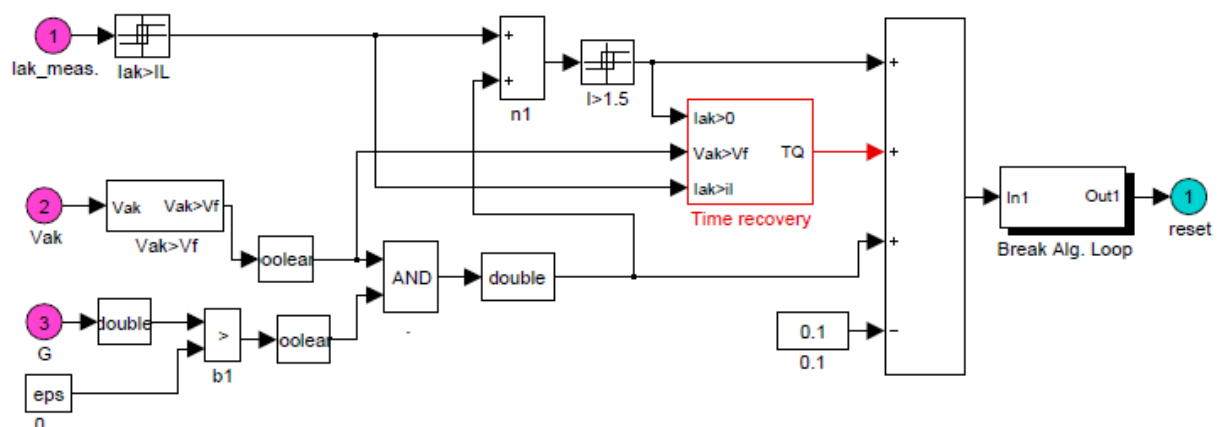 1
Iak_meas.
Iak>IL
+
+
n1
I>1.5
Iak>0
Vak>Vf
Iak>il
TQ
Time recovery
+
+
+
−
In1
Out1
Break Alg. Loop
1
reset
2
Vak
Vak
Vak>Vf
Vak>Vf
oolear
AND
-
double
3
G
double
>
b1
oolear
eps
0
0.1
0.1